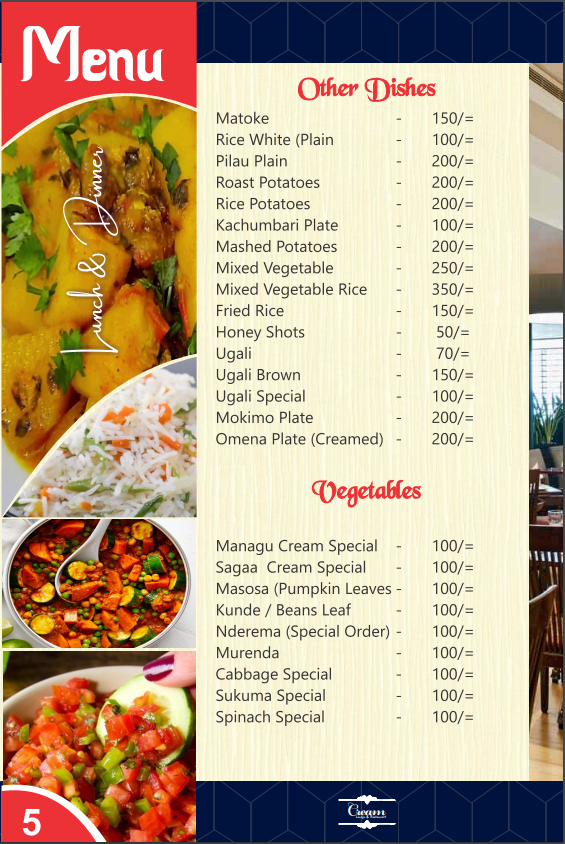 Menu
Lunch & Dinner
Other Dishes
Matoke - 150/=
Rice White (Plain - 100/=
Pilau Plain - 200/=
Roast Potatoes - 200/=
Rice Potatoes - 200/=
Kachumbari Plate - 100/=
Mashed Potatoes - 200/=
Mixed Vegetable - 250/=
Mixed Vegetable Rice - 350/=
Fried Rice - 150/=
Honey Shots - 50/=
Ugali - 70/=
Ugali Brown - 150/=
Ugali Special - 100/=
Mokimo Plate - 200/=
Omena Plate (Creamed) - 200/=
Vegetables
Managu Cream Special - 100/=
Sagaa Cream Special - 100/=
Masosa (Pumpkin Leaves - 100/=
Kunde / Beans Leaf - 100/=
Nderema (Special Order) - 100/=
Murenda - 100/=
Cabbage Special - 100/=
Sukuma Special - 100/=
Spinach Special - 100/=
5
Cream